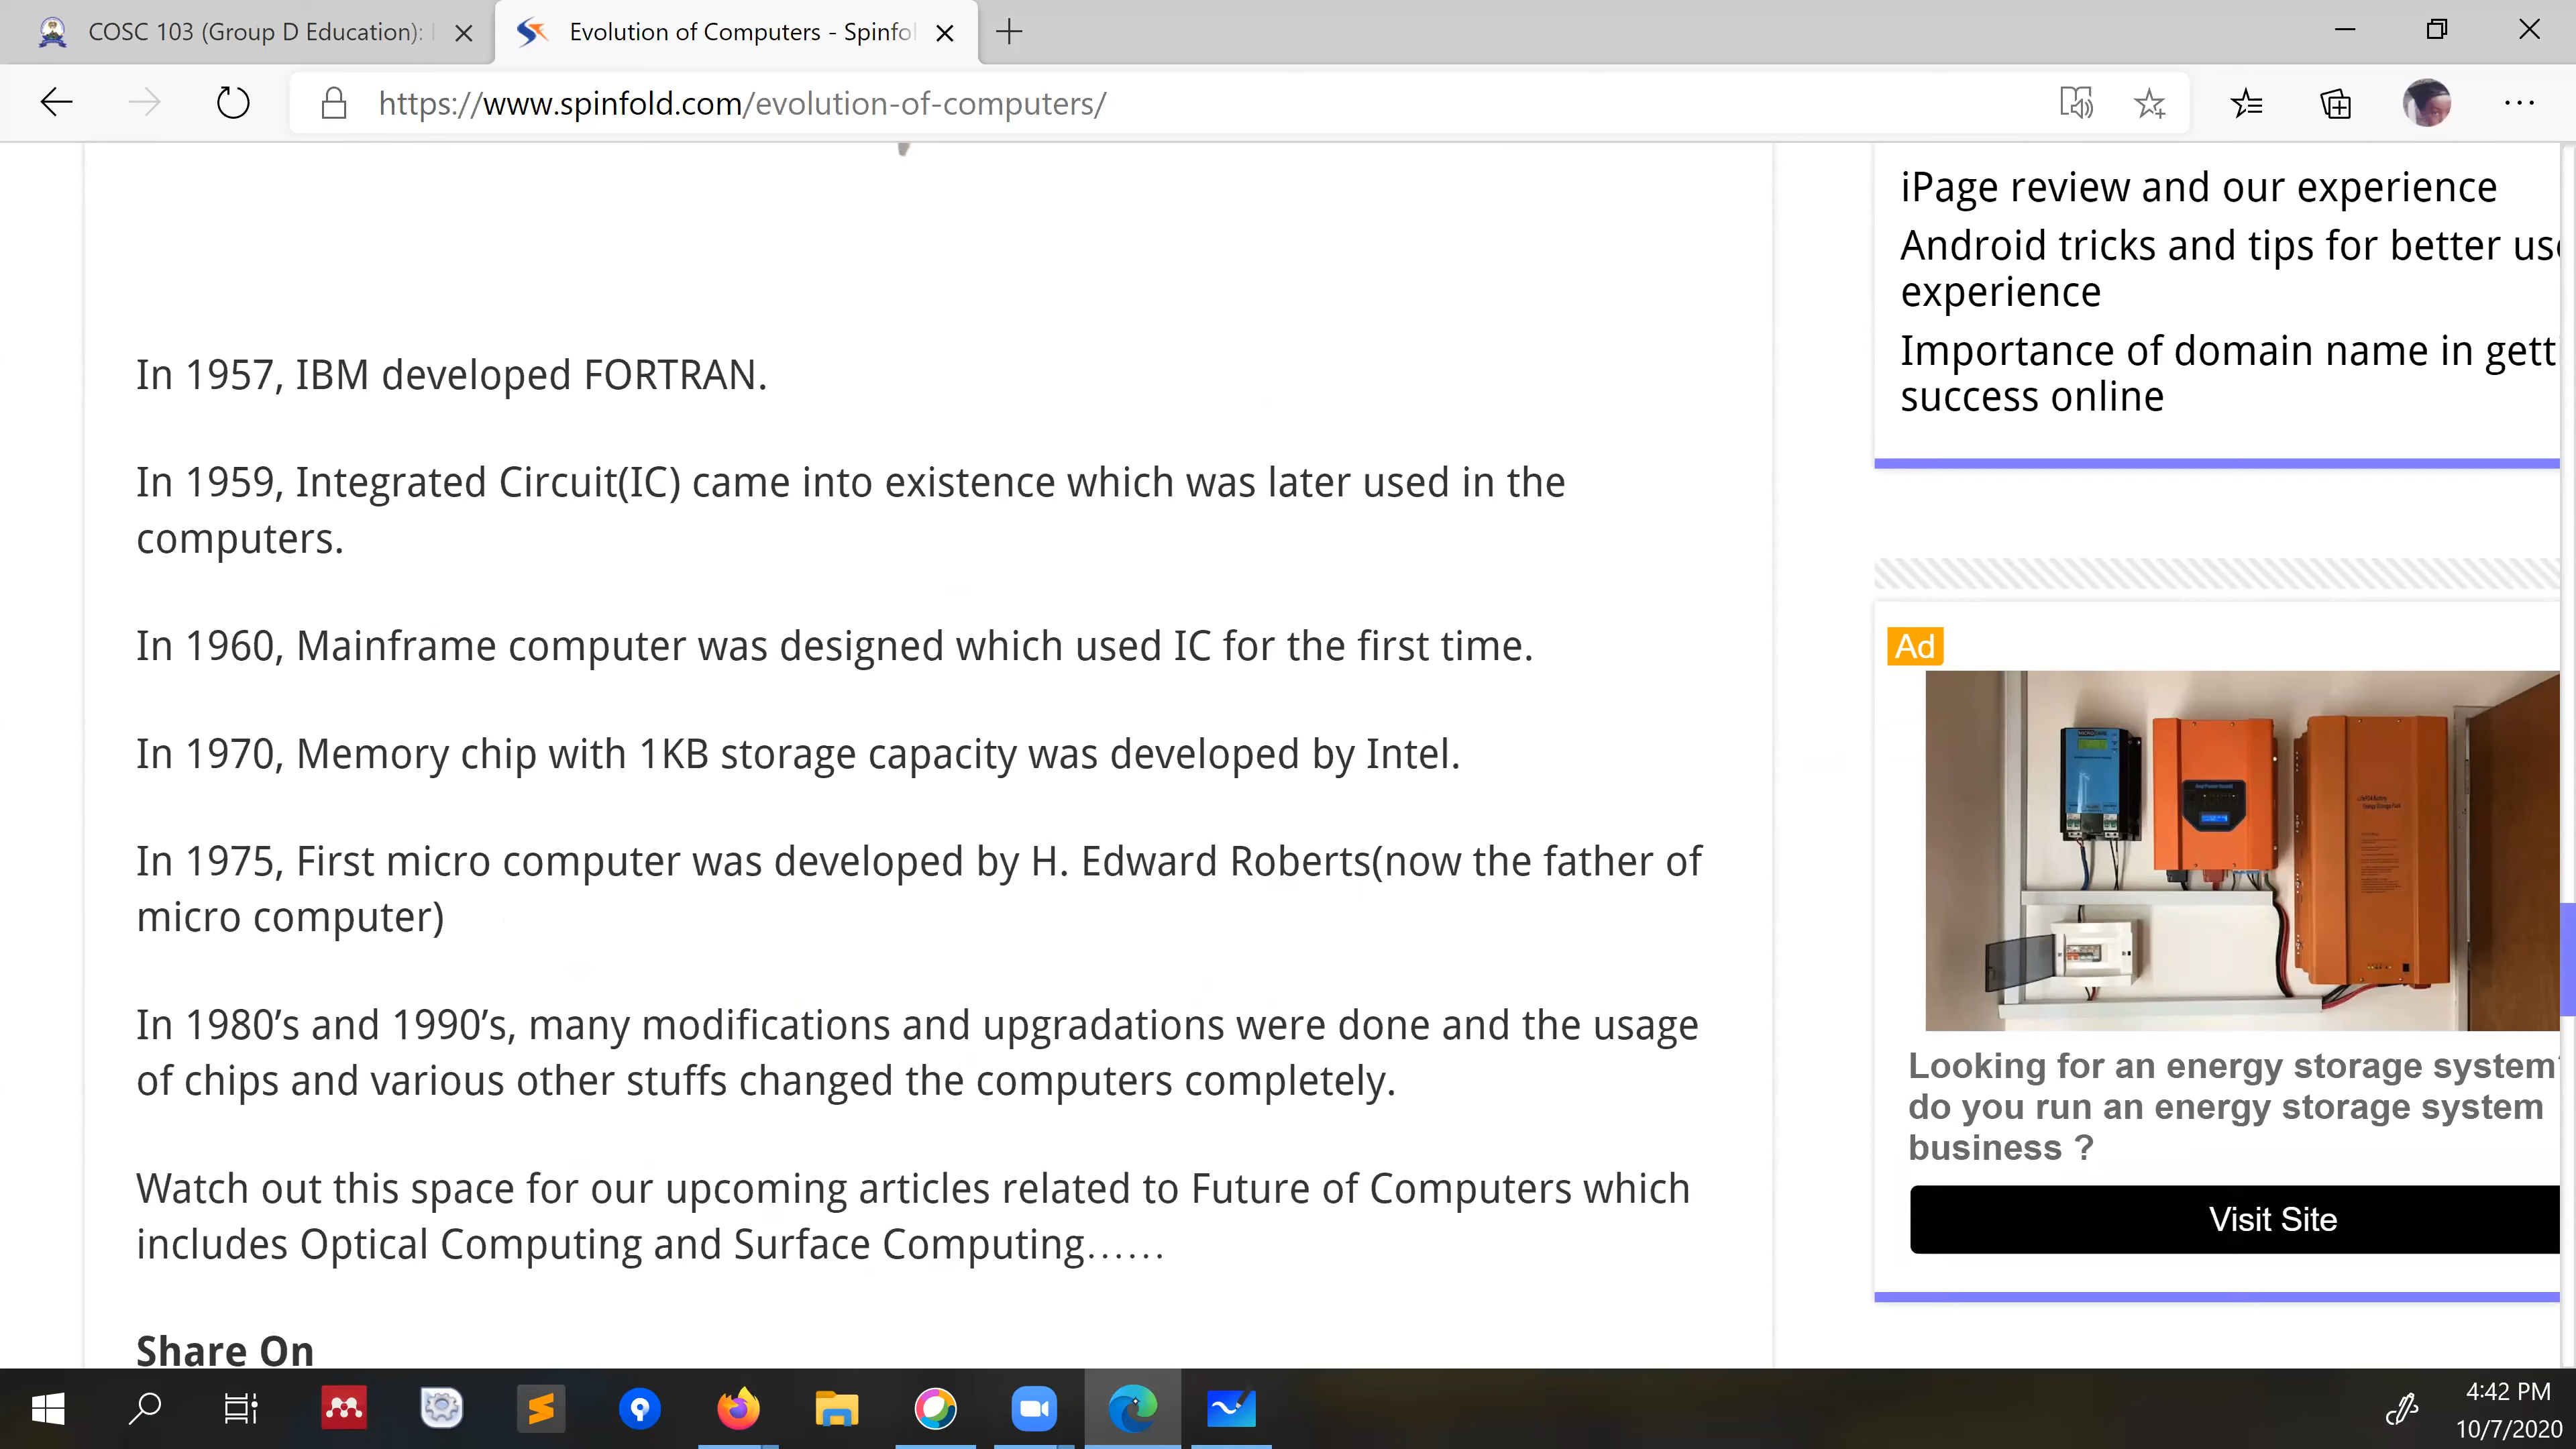 COSC 103 (Group D Education):
Evolution of Computers - Spinfol
https://www.spinfold.com/evolution-of-computers/
In 1957, IBM developed FORTRAN.
In 1959, Integrated Circuit(IC) came into existence which was later used in the
computers.
In 1960, Mainframe computer was designed which used IC for the first time.
In 1970, Memory chip with 1KB storage capacity was developed by Intel.
In 1975, First micro computer was developed by H. Edward Roberts(now the father of
micro computer)
In 1980’s and 1990’s, many modifications and upgradations were done and the usage
of chips and various other stuffs changed the computers completely.
Watch out this space for our upcoming articles related to Future of Computers which
includes Optical Computing and Surface Computing……
Share On
iPage review and our experience
Android tricks and tips for better us
experience
Importance of domain name in gett
success online
Ad
Looking for an energy storage system
do you run an energy storage system
business ?
Visit Site
4:42 PM
10/7/2020